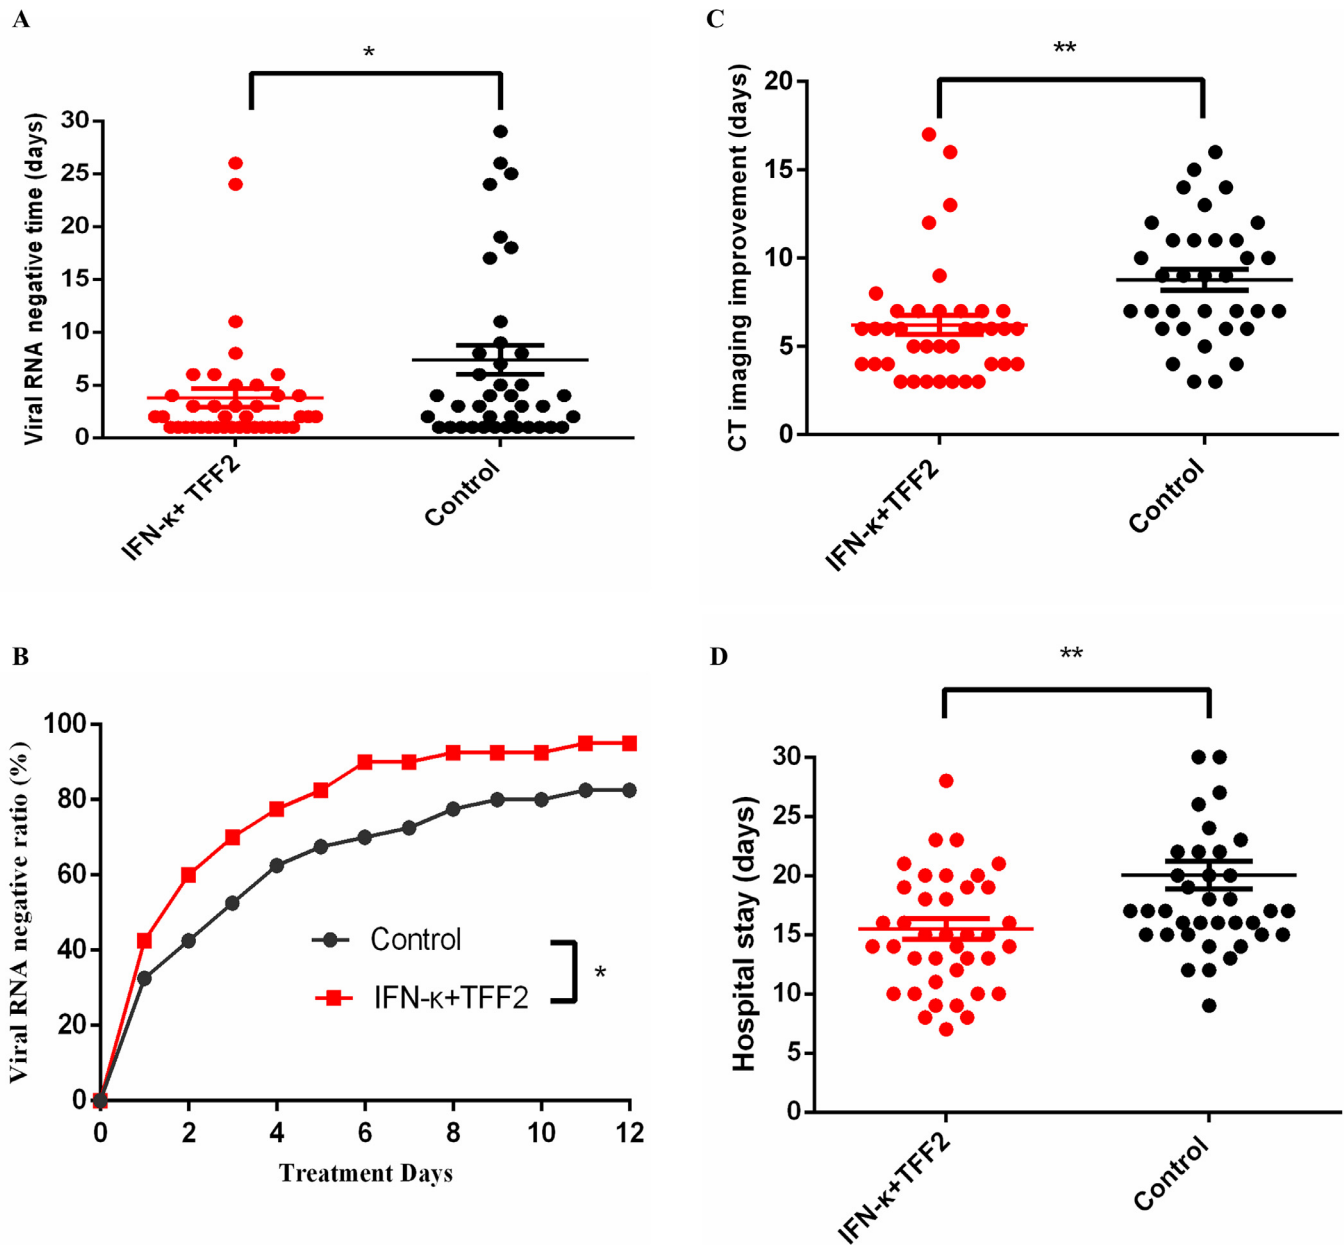 A
*
Viral RNA negative time (days)
30
25
20
15
10
5
0
IFN-κ+ TFF2
Control
C
**
CT imaging improvement (days)
20
15
10
5
0
IFN-κ+TFF2
Control
B
Viral RNA negative ratio (%)
100
80
60
40
20
0
0 2 4 6 8 10 12
Treatment Days
Control
IFN-κ+TFF2
*
D
**
Hospital stay (days)
30
25
20
15
10
5
0
IFN-κ+TFF2
Control